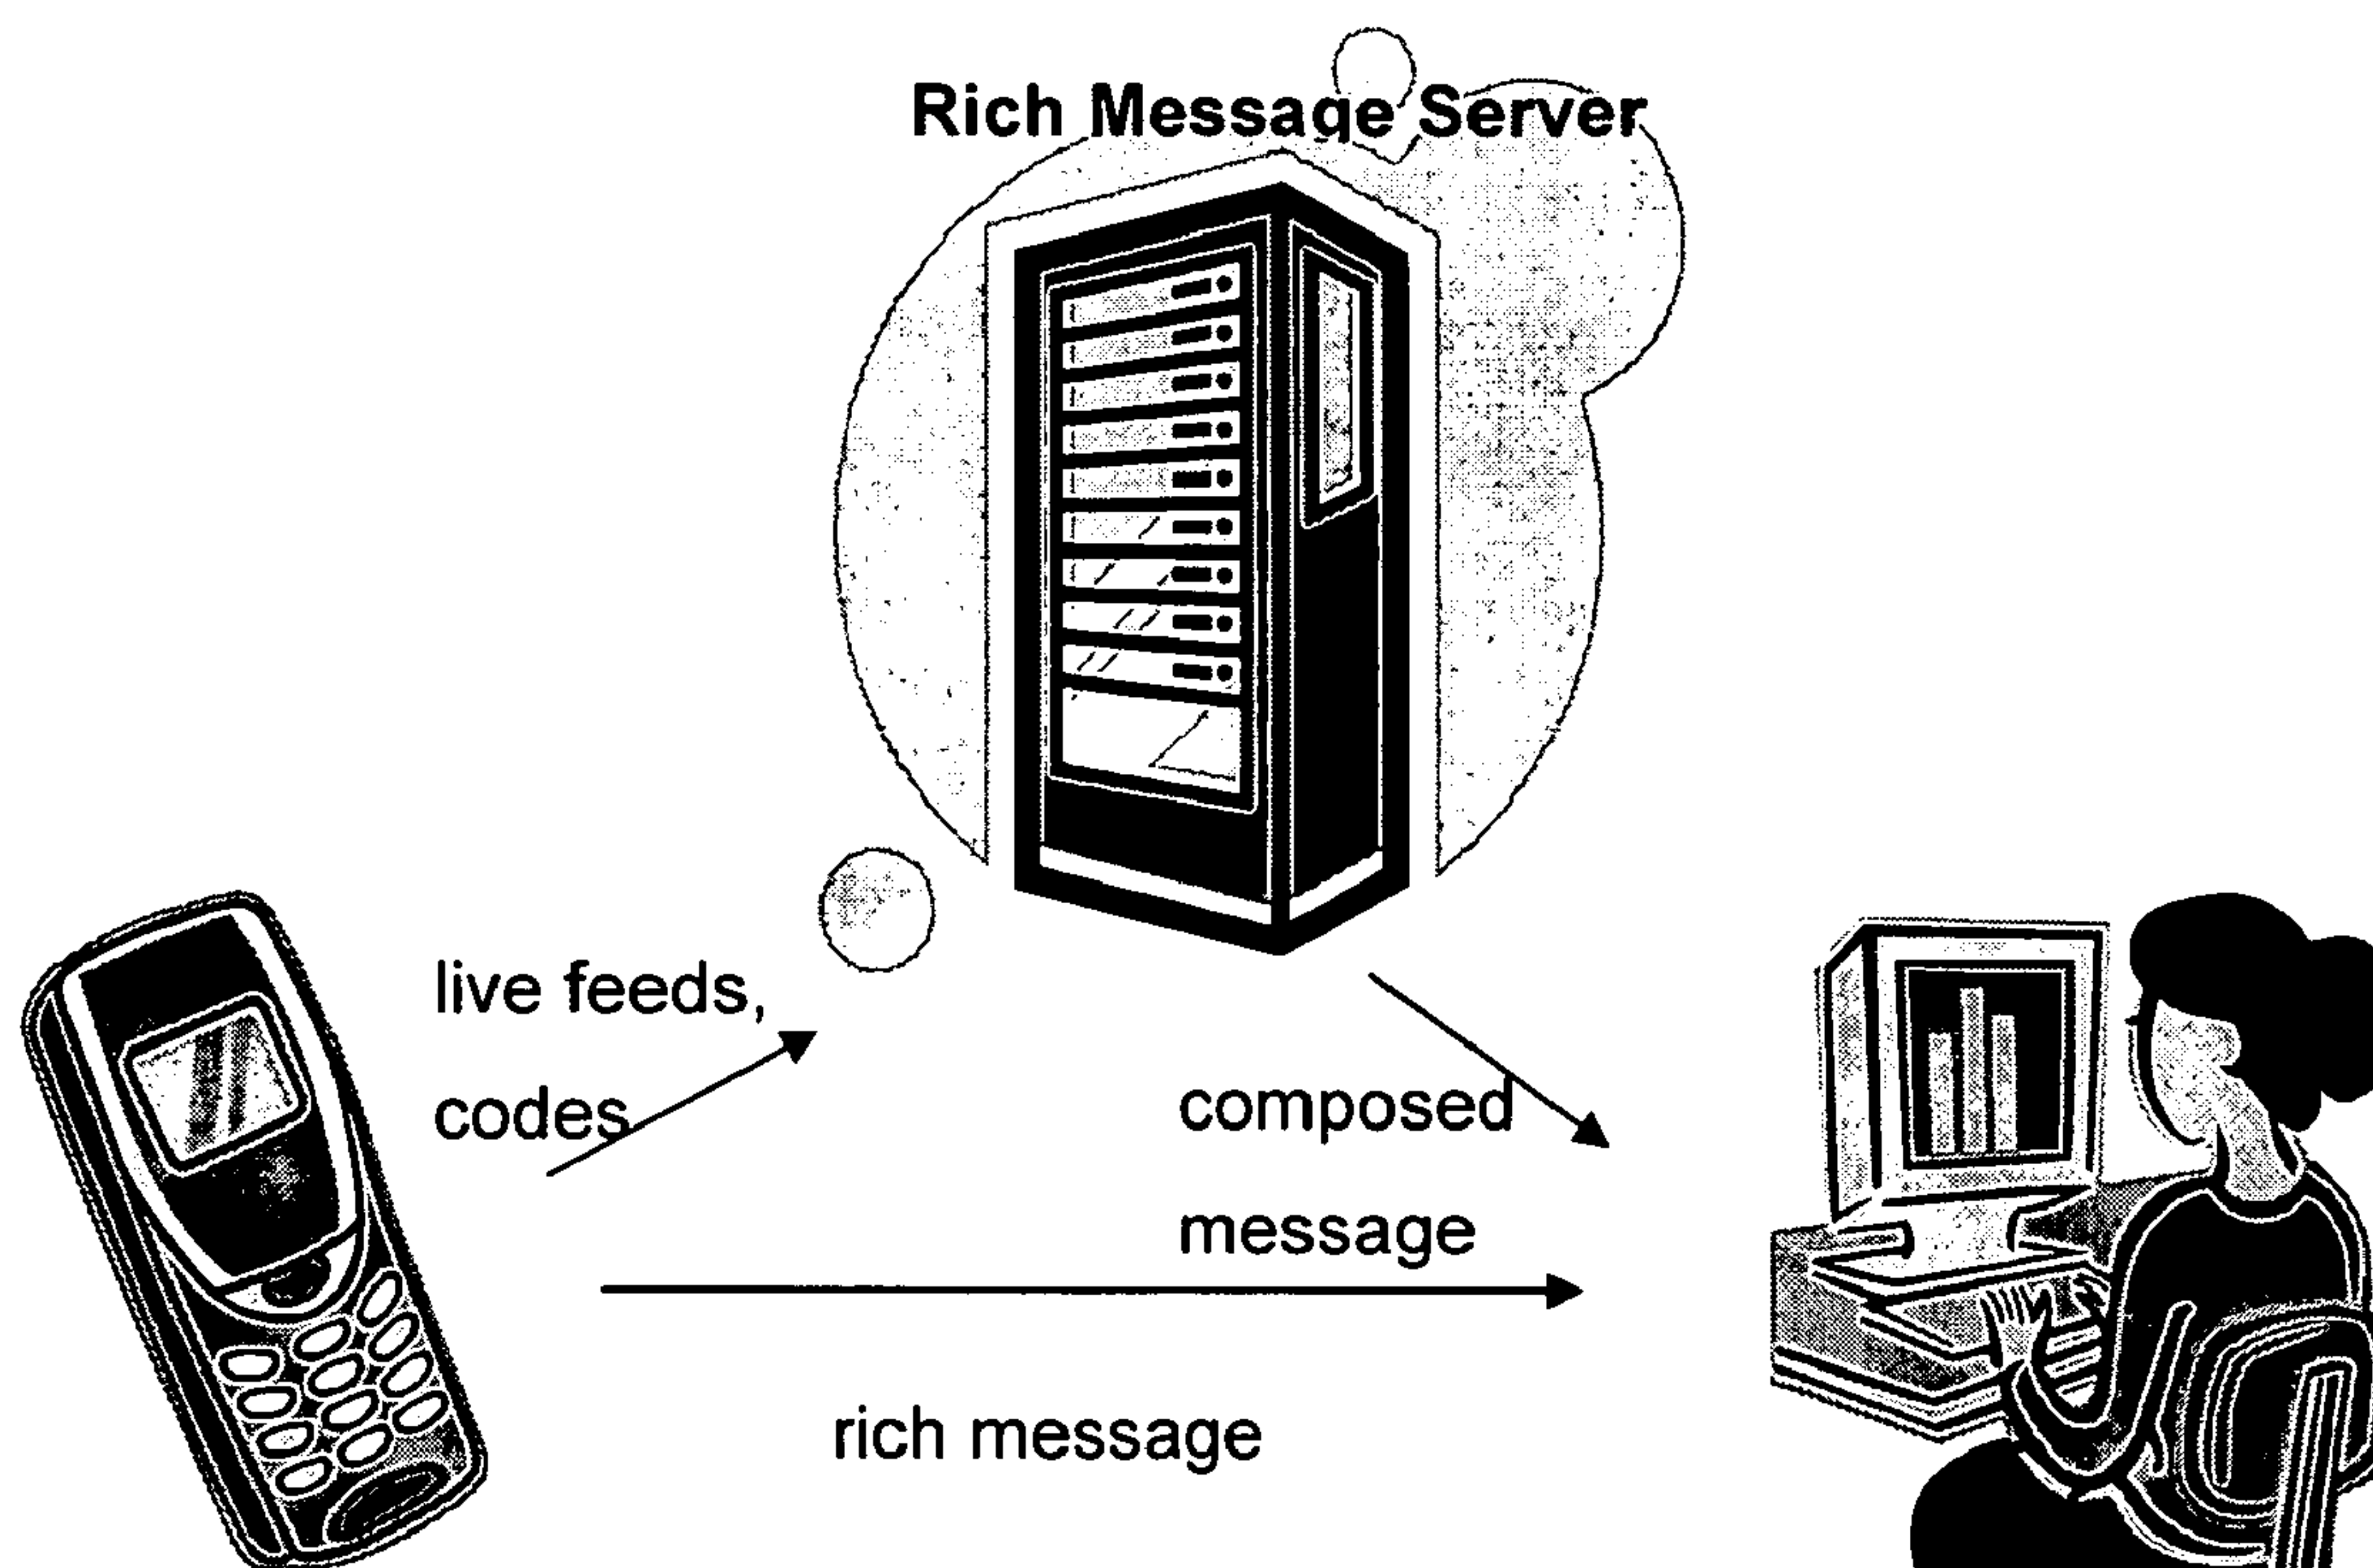 Rich Message Server
live feeds,
codes
composed
message
rich message